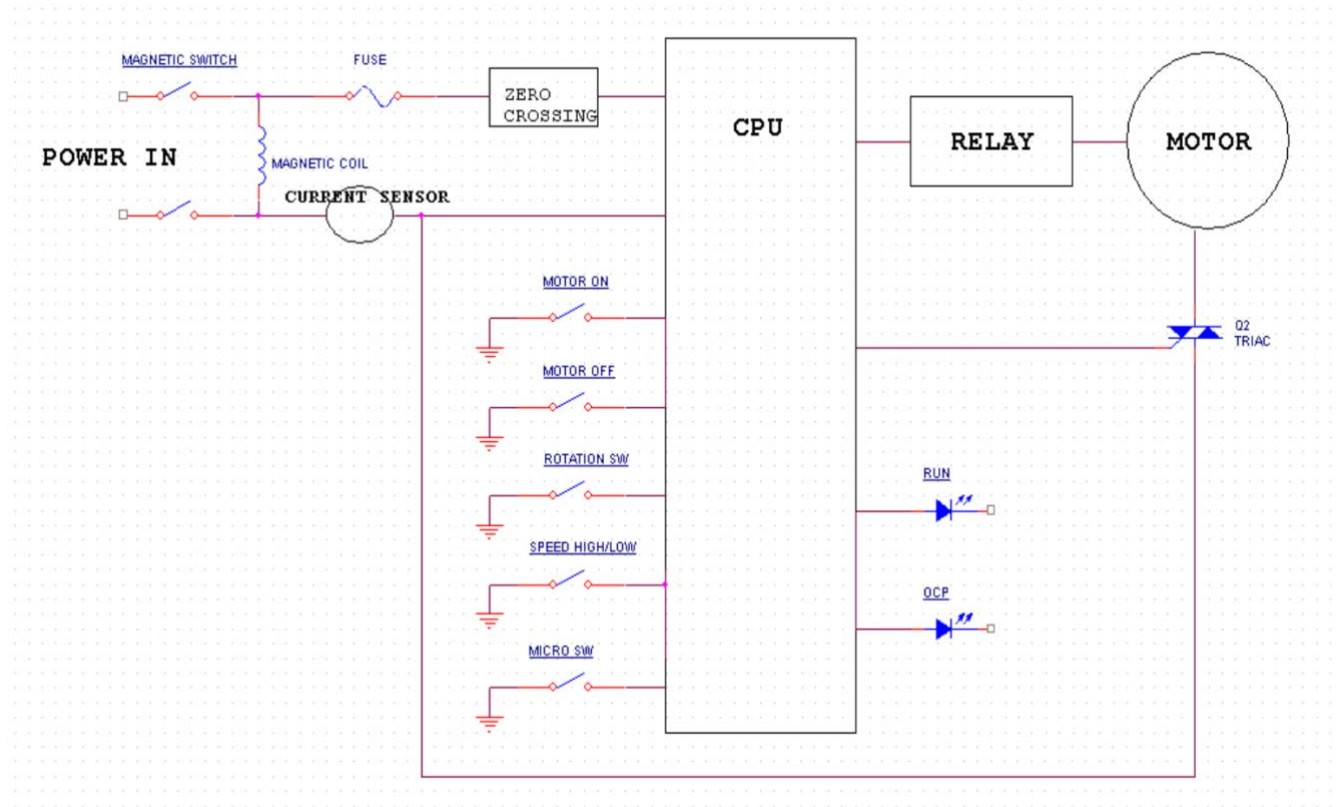 MAGNETIC SWITCH
FUSE
ZERO
CROSSING
CPU
RELAY
MOTOR
POWER IN
MAGNETIC COIL
CURRENT SENSOR
MOTOR ON
Q2
TRIAC
MOTOR OFF
ROTATION SW
RUN
SPEED HIGH/LOW
OCP
MICRO SW